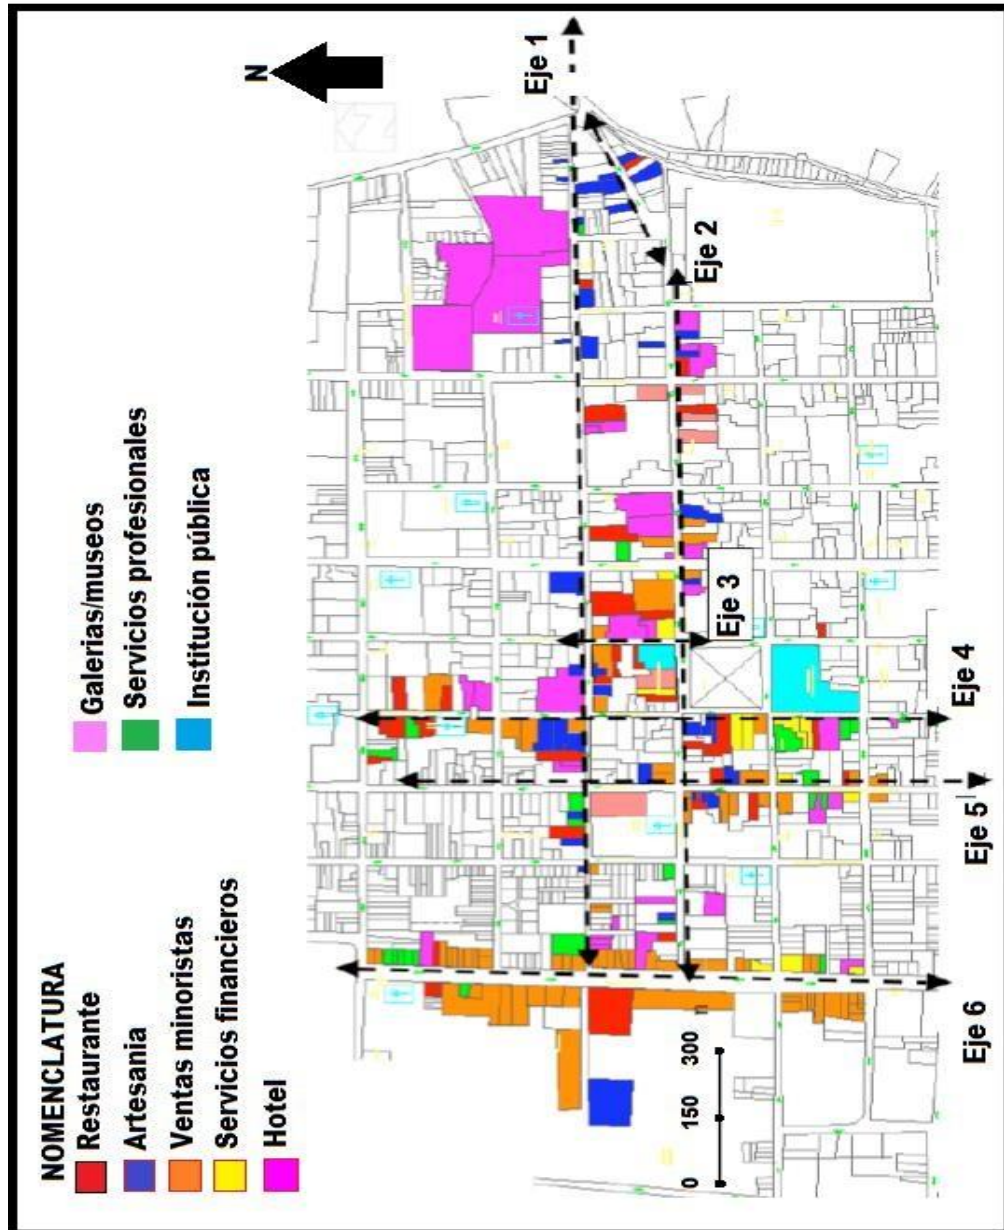 NOMENCLATURA
Restaurante
Artesania
Ventas minoristas
Servicios financieros
Hotel
Galerias/museos
Servicios profesionales
Institución pública
N
Eje 1
Eje 2
Eje 3
Eje 4
Eje 5
Eje 6
0 150 300